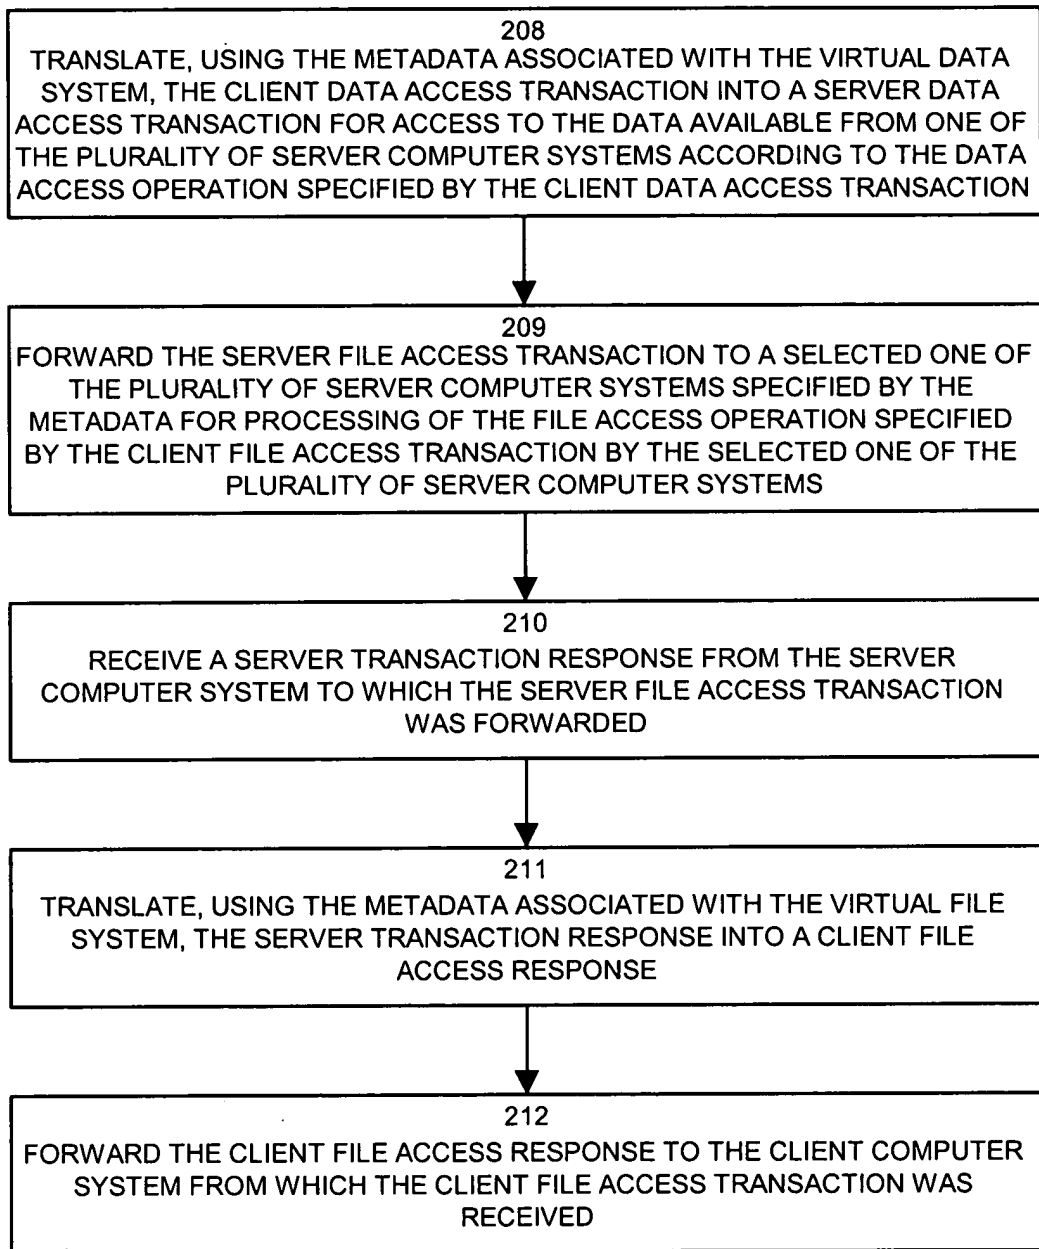 208
TRANSLATE, USING THE METADATA ASSOCIATED WITH THE VIRTUAL DATA
SYSTEM, THE CLIENT DATA ACCESS TRANSACTION INTO A SERVER DATA
ACCESS TRANSACTION FOR ACCESS TO THE DATA AVAILABLE FROM ONE OF
THE PLURALITY OF SERVER COMPUTER SYSTEMS ACCORDING TO THE DATA
ACCESS OPERATION SPECIFIED BY THE CLIENT DATA ACCESS TRANSACTION
209
FORWARD THE SERVER FILE ACCESS TRANSACTION TO A SELECTED ONE OF
THE PLURALITY OF SERVER COMPUTER SYSTEMS SPECIFIED BY THE
METADATA FOR PROCESSING OF THE FILE ACCESS OPERATION SPECIFIED
BY THE CLIENT FILE ACCESS TRANSACTION BY THE SELECTED ONE OF THE
PLURALITY OF SERVER COMPUTER SYSTEMS
210
RECEIVE A SERVER TRANSACTION RESPONSE FROM THE SERVER
COMPUTER SYSTEM TO WHICH THE SERVER FILE ACCESS TRANSACTION
WAS FORWARDED
211
TRANSLATE, USING THE METADATA ASSOCIATED WITH THE VIRTUAL FILE
SYSTEM, THE SERVER TRANSACTION RESPONSE INTO A CLIENT FILE
ACCESS RESPONSE
212
FORWARD THE CLIENT FILE ACCESS RESPONSE TO THE CLIENT COMPUTER
SYSTEM FROM WHICH THE CLIENT FILE ACCESS TRANSACTION WAS
RECEIVED